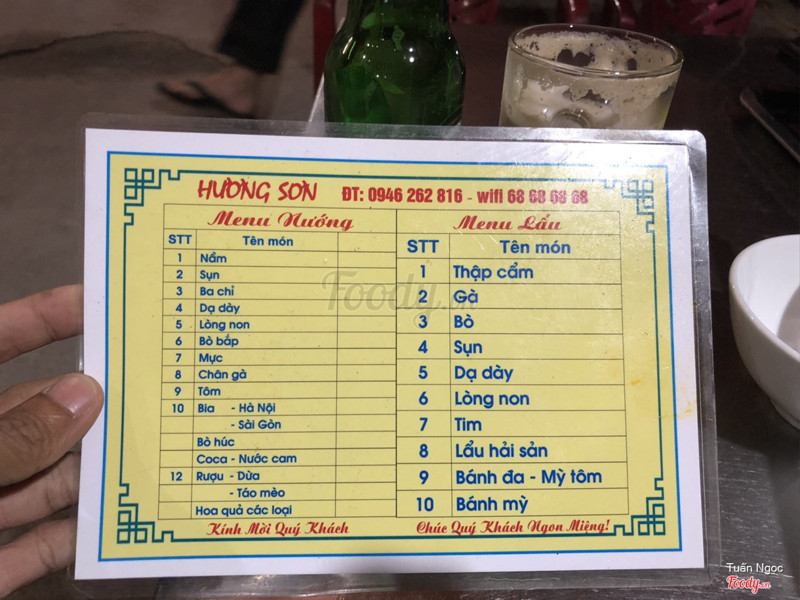 HƯƠNG SƠN ĐT: 0946 262 816 - wifi 68 68 68 68
Menu Nướng
STT Tên món
1 Nầm
2 Sụn
3 Ba chỉ
4 Dạ dày
5 Lòng non
6 Bò bắp
7 Mực
8 Chân gà
9 Tôm
10 Bia - Hà Nội
- Sài Gòn
Bò húc
Coca - Nước cam
12 Rượu - Dừa
- Táo mèo
Hoa quả các loại
Kính Mời Quý Khách
Menu Lẩu
STT Tên món
1 Thập cẩm
2 Gà
3 Bò
4 Sụn
5 Dạ dày
6 Lòng non
7 Tim
8 Lẩu hải sản
9 Bánh đa - Mỳ tôm
10 Bánh mỳ
Chúc Quý Khách Ngon Miệng!
Foody.vn
Tuấn Ngọc
Foody.vn